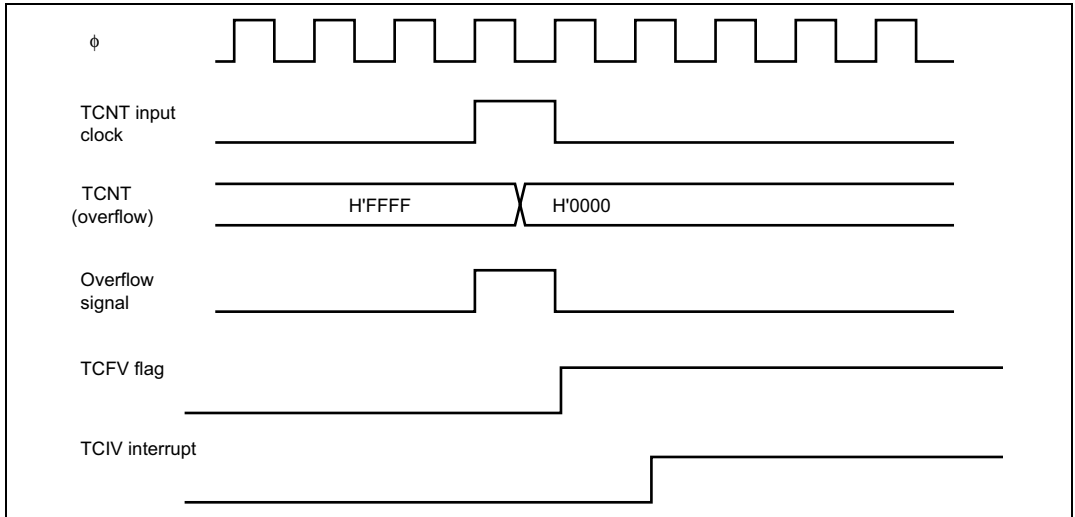 ϕ
TCNT input
clock
TCNT
(overflow)
H'FFFF
H'0000
Overflow
signal
TCFV flag
TCIV interrupt